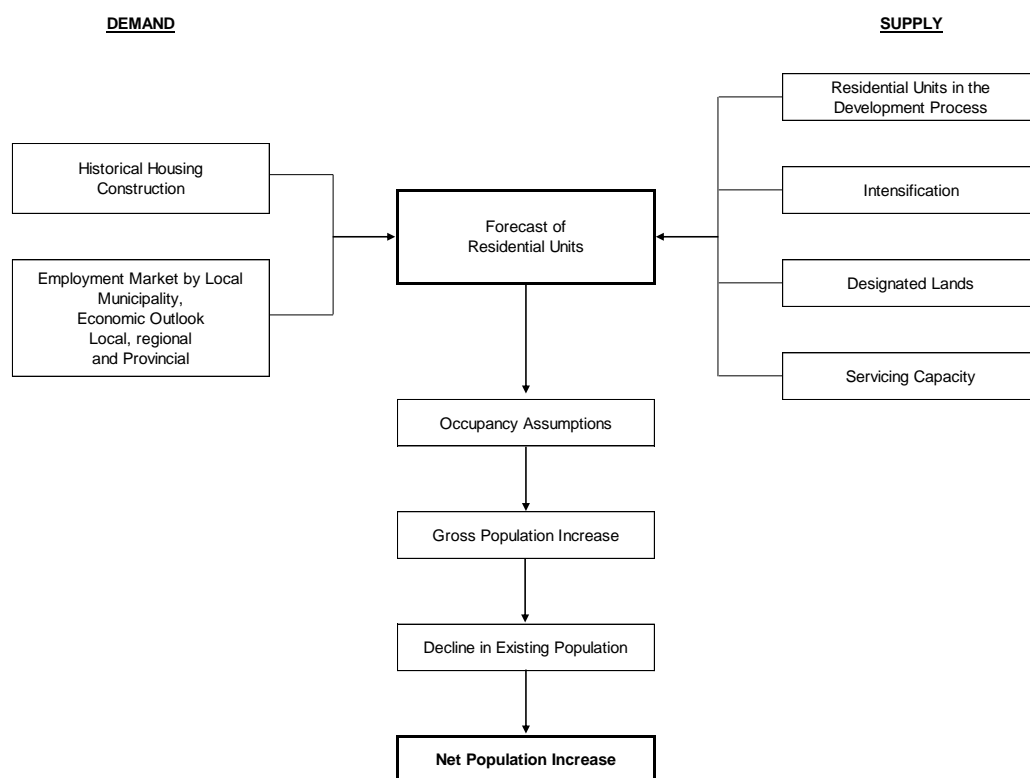 DEMAND
SUPPLY
Residential Units in the
Development Process
Historical Housing
Construction
Intensification
Forecast of
Residential Units
Employment Market by Local
Municipality,
Economic Outlook
Local, regional
and Provincial
Designated Lands
Servicing Capacity
Occupancy Assumptions
Gross Population Increase
Decline in Existing Population
Net Population Increase